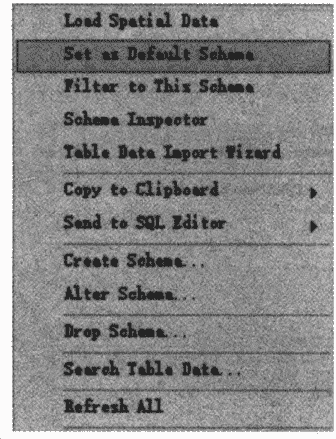 Load Spatial Data
Set as Default Schema
Filter to This Schema
Schema Inspector
Table Data Import Wizard
Copy to Clipboard
Send to SQL Editor
Create Schema...
Alter Schema...
Drop Schema...
Search Table Data...
Refresh All